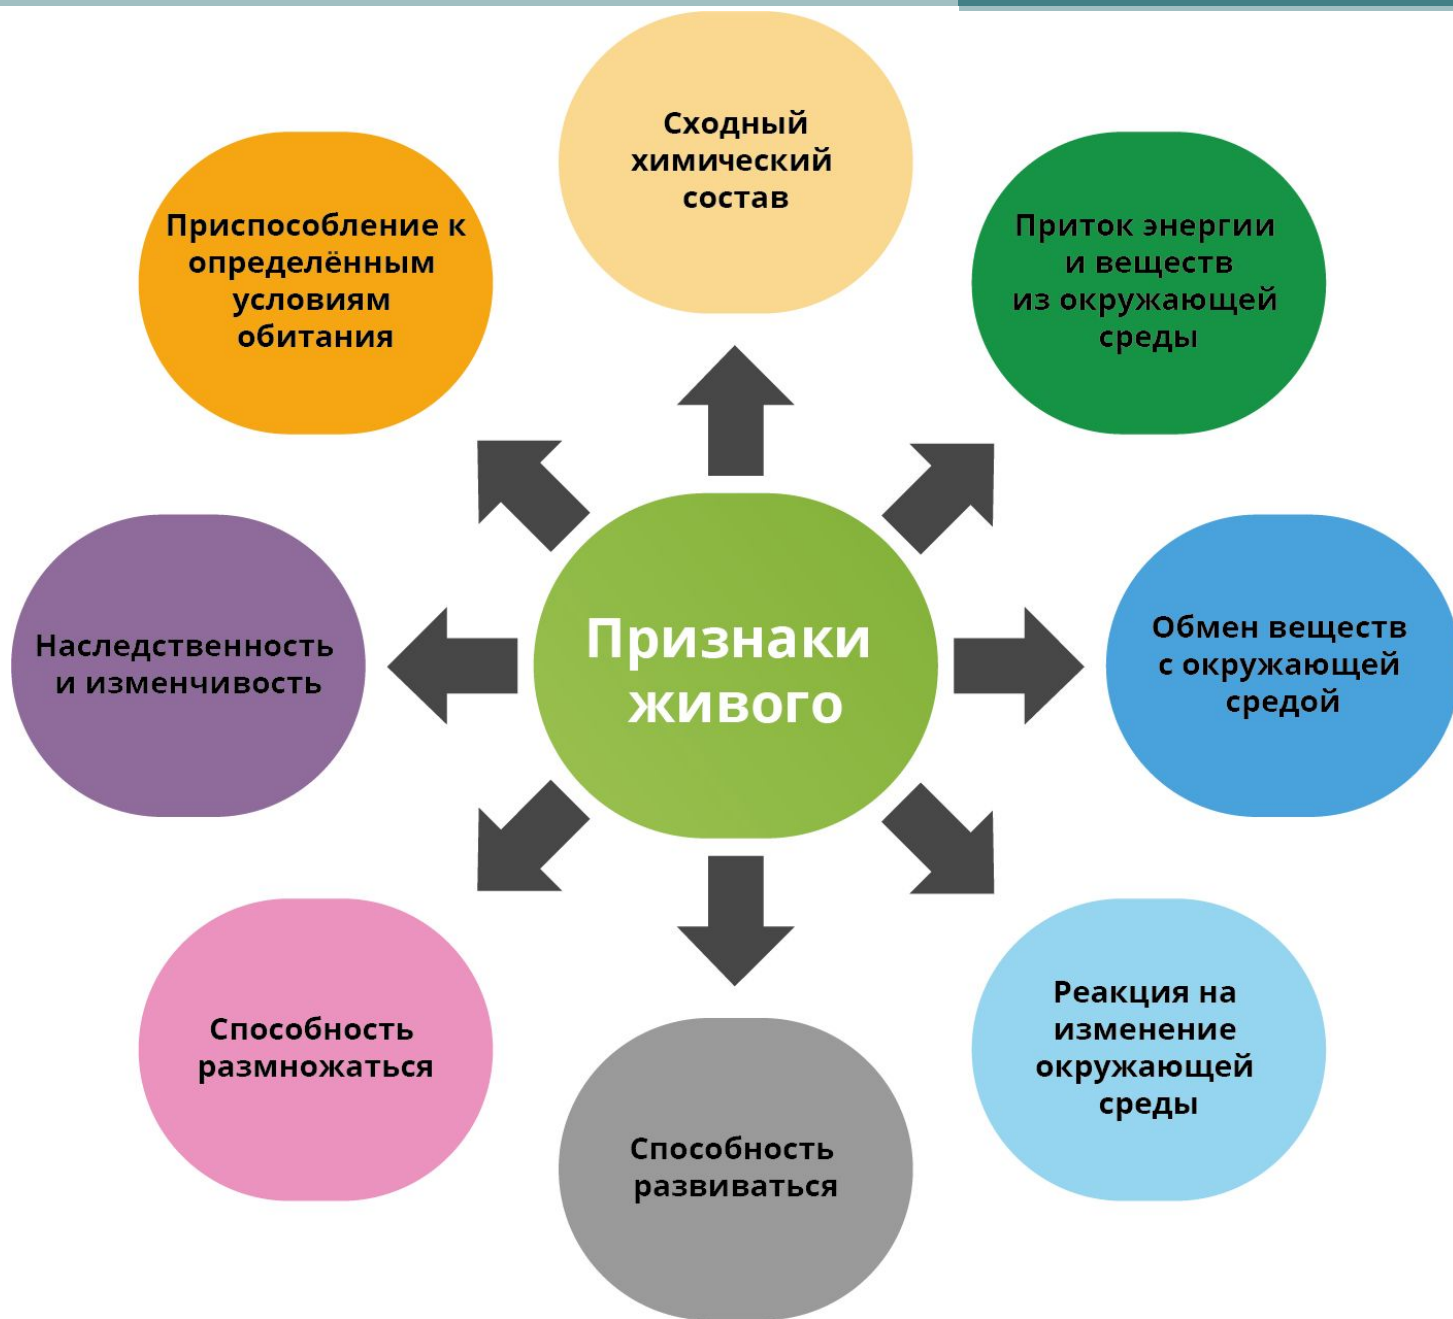 Сходный
химический
состав
Приток энергии
и веществ
из окружающей
среды
Обмен веществ
с окружающей
средой
Реакция на
изменение
окружающей
среды
Способность
развиваться
Способность
размножаться
Наследственность
и изменчивость
Приспособление к
определённым
условиям
обитания
Признаки
живого